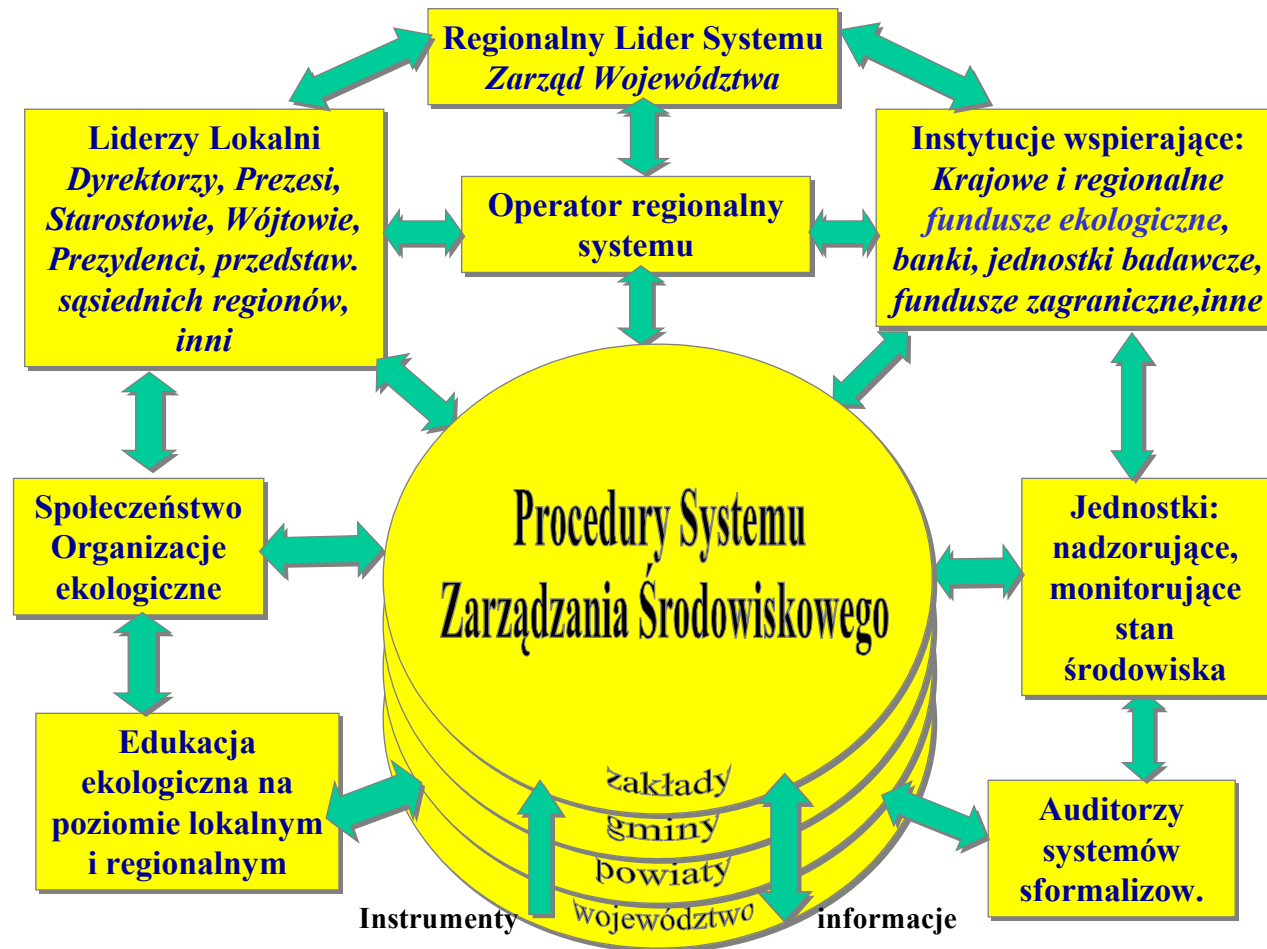 Regionalny Lider Systemu
Zarząd Województwa
Liderzy Lokalni
Dyrektorzy, Prezesi,
Starostowie, Wójtowie,
Prezydenci, przedstaw.
sąsiednich regionów,
inni
Operator regionalny
systemu
Instytucje wspierające:
Krajowe i regionalne
fundusze ekologiczne,
banki, jednostki badawcze,
fundusze zagraniczne,inne
Społeczeństwo
Organizacje
ekologiczne
Procedury Systemu
Zarządzania Środowiskowego
Jednostki:
nadzorujące,
monitorujące
stan
środowiska
Edukacja
ekologiczna na
poziomie lokalnym
i regionalnym
zakłady
gminy
powiaty
województwo
Auditorzy
systemów
sformalizow.
Instrumenty
informacje